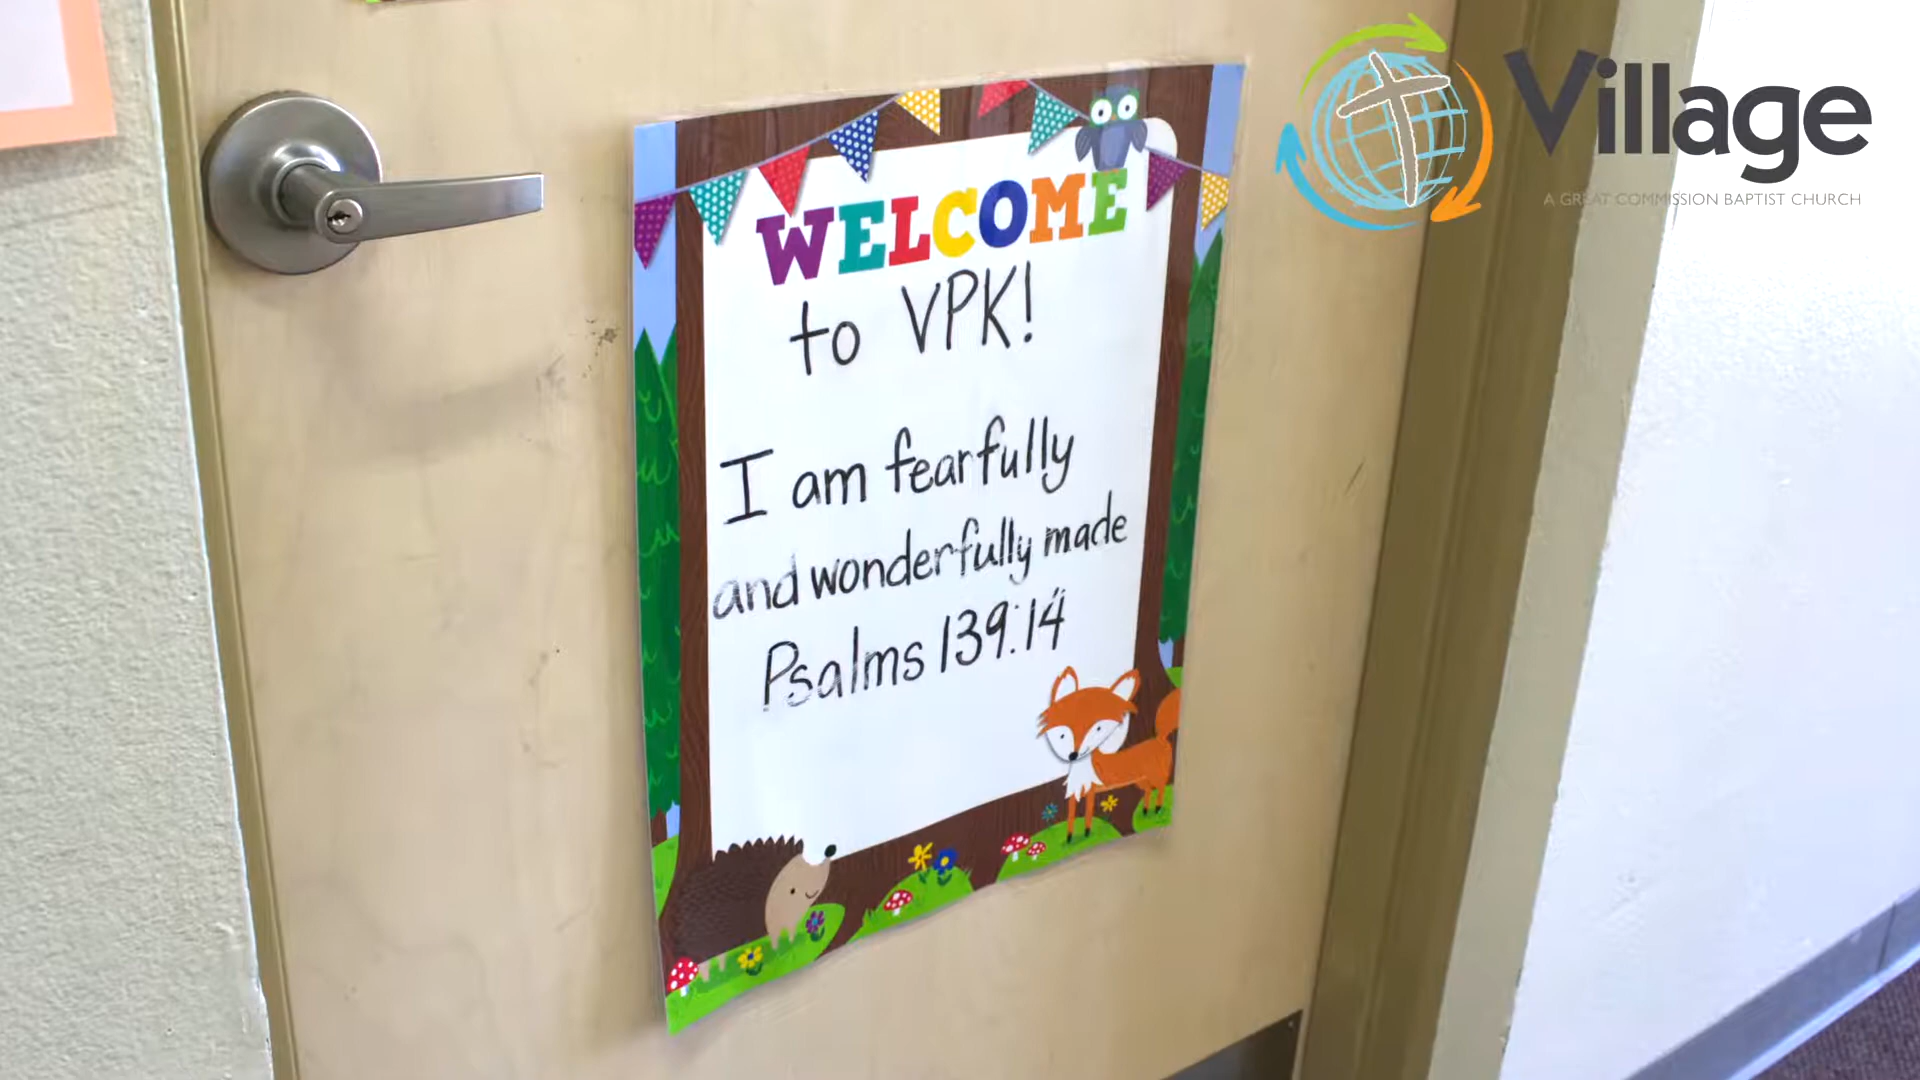 Village
A GREAT COMMISSION BAPTIST CHURCH
WELCOME
to VPK!
I am fearfully
and wonderfully made
Psalms 139:14